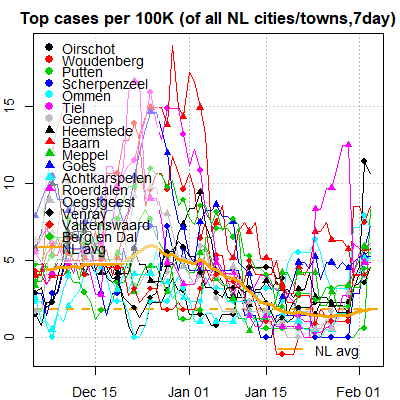 Top cases per 100K (of all NL cities/towns,7day)
Oirschot
Woudenberg
Putten
Scherpenzeel
Ommen
Tiel
Gennep
Heemstede
Baarn
Meppel
Goes
Achtkarspelen
Roerdalen
Oegstgeest
Venray
Valkenswaard
Berg en Dal
NL avg
15
10
5
0
NL avg
Dec 15
Jan 01
Jan 15
Feb 01